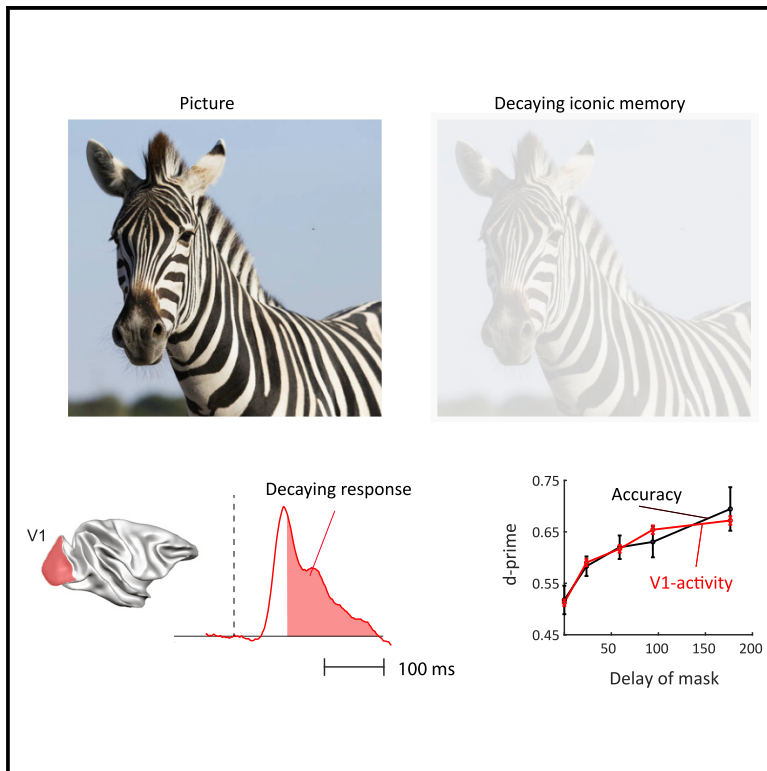 Picture
Decaying iconic memory
V1
Decaying response
100 ms
0.75
0.65
0.55
0.45
d-prime
Accuracy
V1-activity
50
100
150
200
Delay of mask